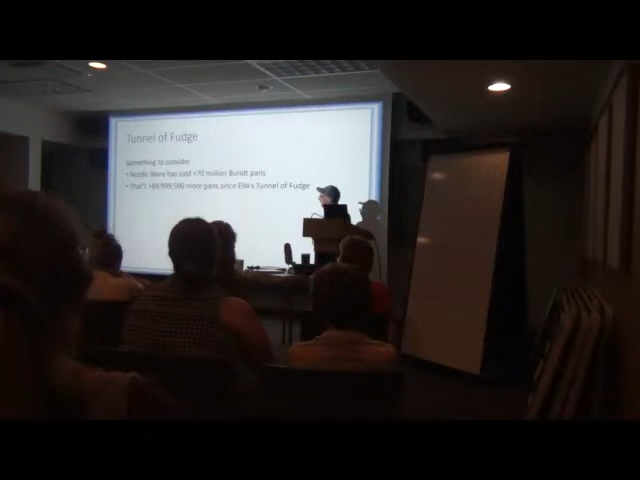 Tunnel of Fudge
Something to consider
• Nordic Ware has sold >70 million Bundt pans
• That's >69,999,500 more pans since Ella's Tunnel of Fudge